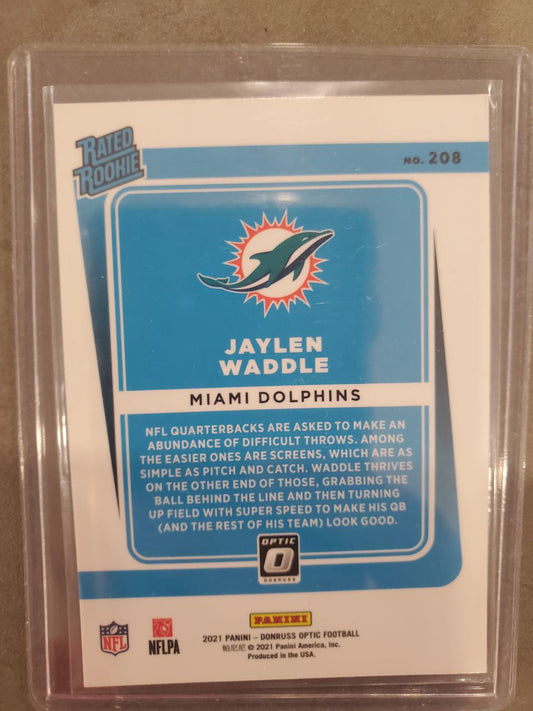 RATED
ROOKIE
NO. 208
JAYLEN
WADDLE
MIAMI DOLPHINS
NFL QUARTERBACKS ARE ASKED TO MAKE AN
ABUNDANCE OF DIFFICULT THROWS. AMONG
THE EASIER ONES ARE SCREENS, WHICH ARE AS
SIMPLE AS PITCH AND CATCH. WADDLE THRIVES
ON THE OTHER END OF THOSE, GRABBING THE
BALL BEHIND THE LINE AND THEN TURNING
UP FIELD WITH SUPER SPEED TO MAKE HIS QB
(AND THE REST OF HIS TEAM) LOOK GOOD.
OPTIC
O
DONRUSS
PANINI
NFL
NFLPA
2021 PANINI – DONRUSS OPTIC FOOTBALL
帕尼尼 © 2021 Panini America, Inc.
Produced in the USA.